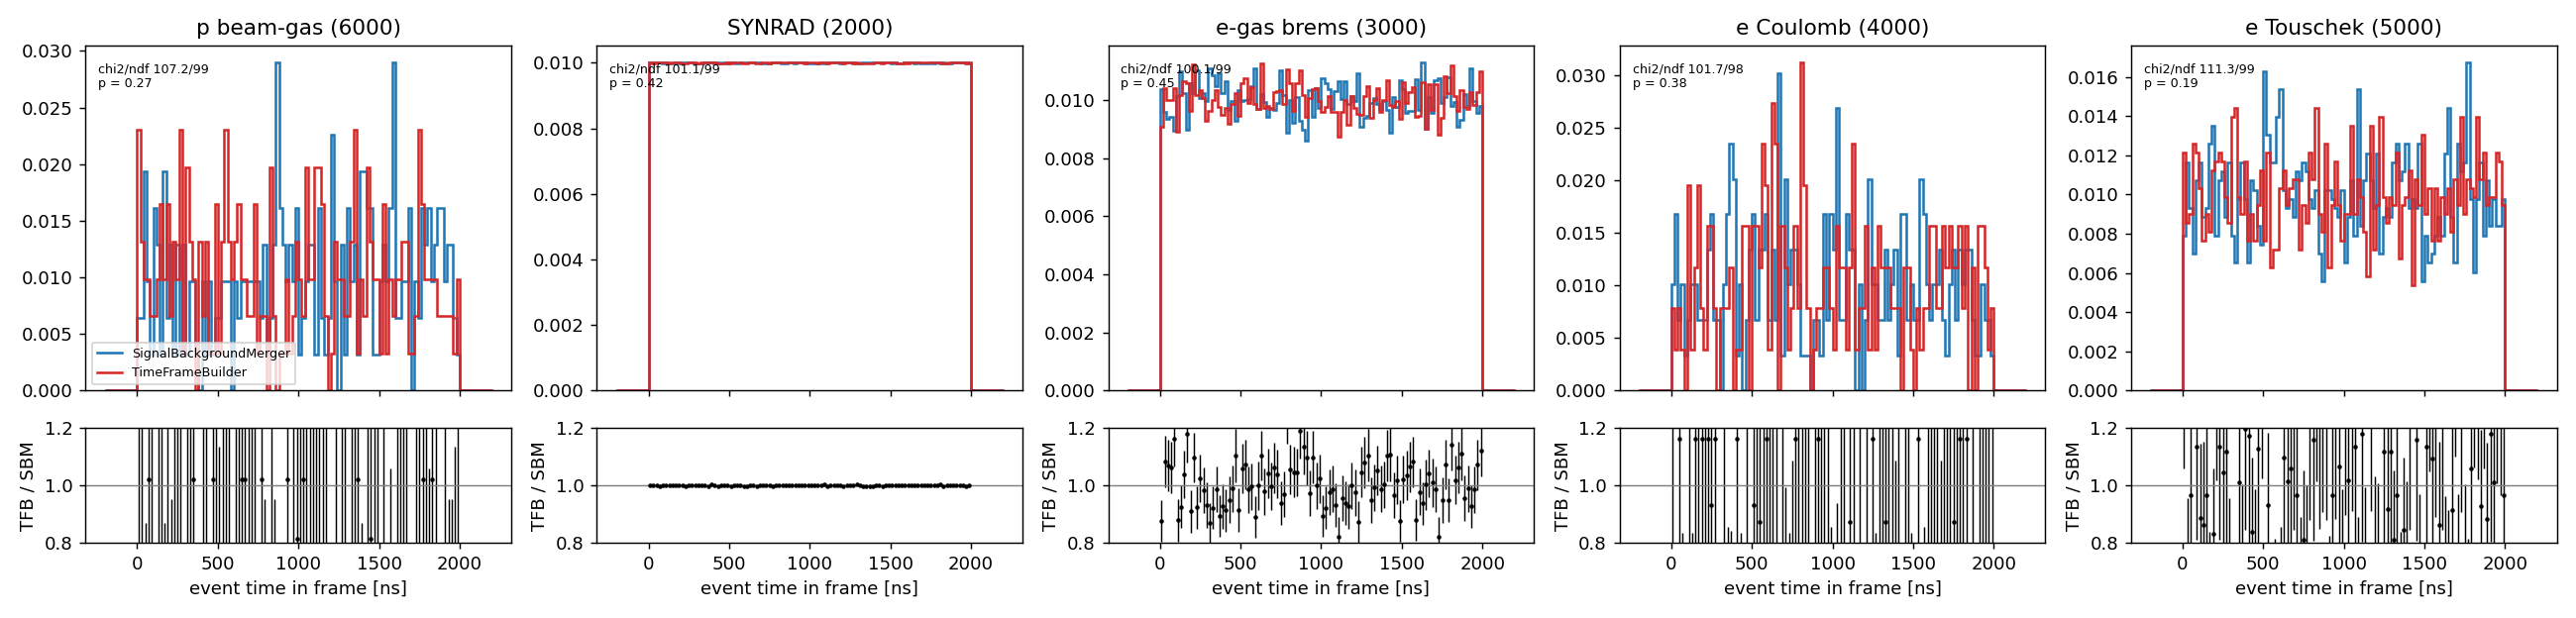 p beam-gas (6000)
0.030
0.025
0.020
0.015
0.010
0.005
0.000
chi2/ndf 107.2/99
p = 0.27
SignalBackgroundMerger
TimeFrameBuilder
SYNRAD (2000)
0.010
0.008
0.006
0.004
0.002
0.000
chi2/ndf 101.1/99
p = 0.42
e-gas brems (3000)
0.010
0.008
0.006
0.004
0.002
0.000
chi2/ndf 100.1/99
p = 0.45
e Coulomb (4000)
0.030
0.025
0.020
0.015
0.010
0.005
0.000
chi2/ndf 101.7/98
p = 0.38
e Touschek (5000)
0.016
0.014
0.012
0.010
0.008
0.006
0.004
0.002
0.000
chi2/ndf 111.3/99
p = 0.19
TFB / SBM
1.2
1.0
0.8
0 500 1000 1500 2000
event time in frame [ns]
TFB / SBM
1.2
1.0
0.8
0 500 1000 1500 2000
event time in frame [ns]
TFB / SBM
1.2
1.0
0.8
0 500 1000 1500 2000
event time in frame [ns]
TFB / SBM
1.2
1.0
0.8
0 500 1000 1500 2000
event time in frame [ns]
TFB / SBM
1.2
1.0
0.8
0 500 1000 1500 2000
event time in frame [ns]